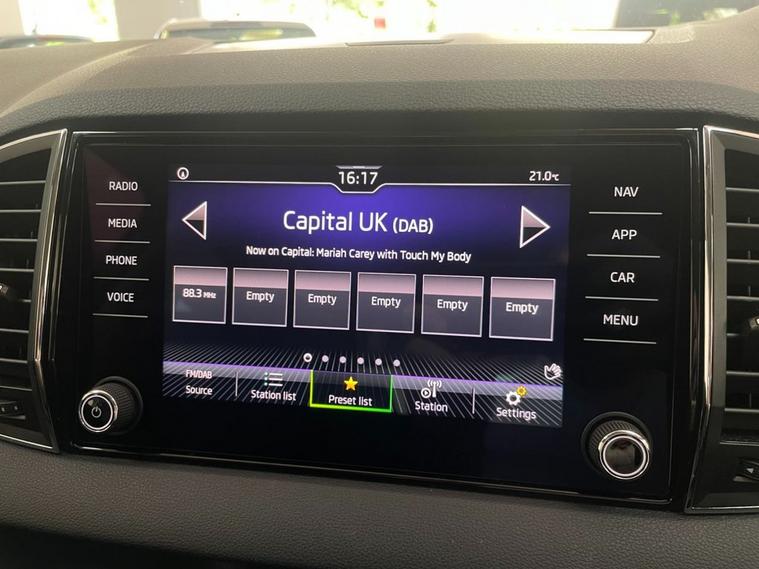 RADIO
MEDIA
PHONE
VOICE
16:17
21.0°C
Capital UK (DAB)
Now on Capital: Mariah Carey with Touch My Body
88.3 MHz
Empty
Empty
Empty
Empty
Empty
FM/DAB
Source
Station list
Preset list
Station
Settings
NAV
APP
CAR
MENU